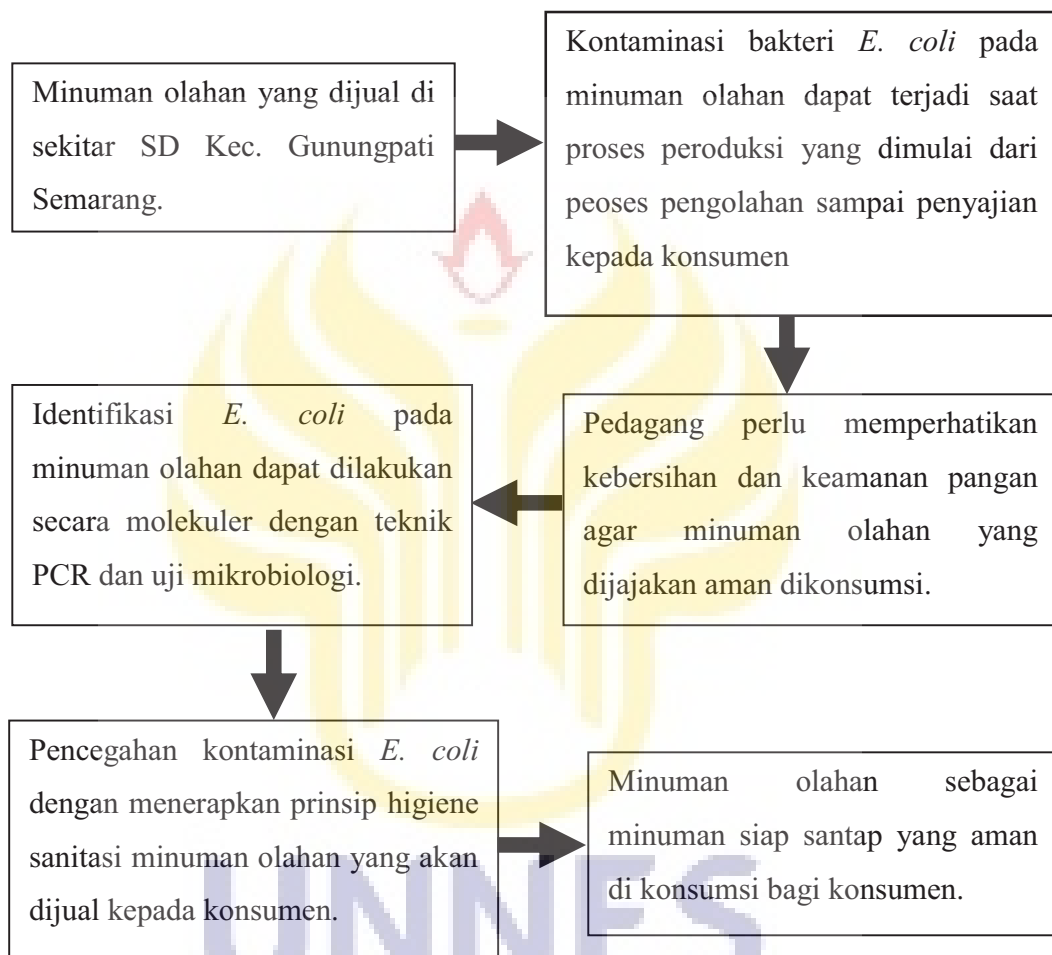 Minuman olahan yang dijual di
sekitar SD Kec. Gunungpati
Semarang.
Kontaminasi bakteri E. coli pada
minuman olahan dapat terjadi saat
proses peroduksi yang dimulai dari
peoses pengolahan sampai penyajian
kepada konsumen
Pedagang perlu memperhatikan
kebersihan dan keamanan pangan
agar minuman olahan yang
dijajakan aman dikonsumsi.
Identifikasi E. coli pada
minuman olahan dapat dilakukan
secara molekuler dengan teknik
PCR dan uji mikrobiologi.
Pencegahan kontaminasi E. coli
dengan menerapkan prinsip higiene
sanitasi minuman olahan yang akan
dijual kepada konsumen.
Minuman olahan sebagai
minuman siap santap yang aman
di konsumsi bagi konsumen.
UNNES